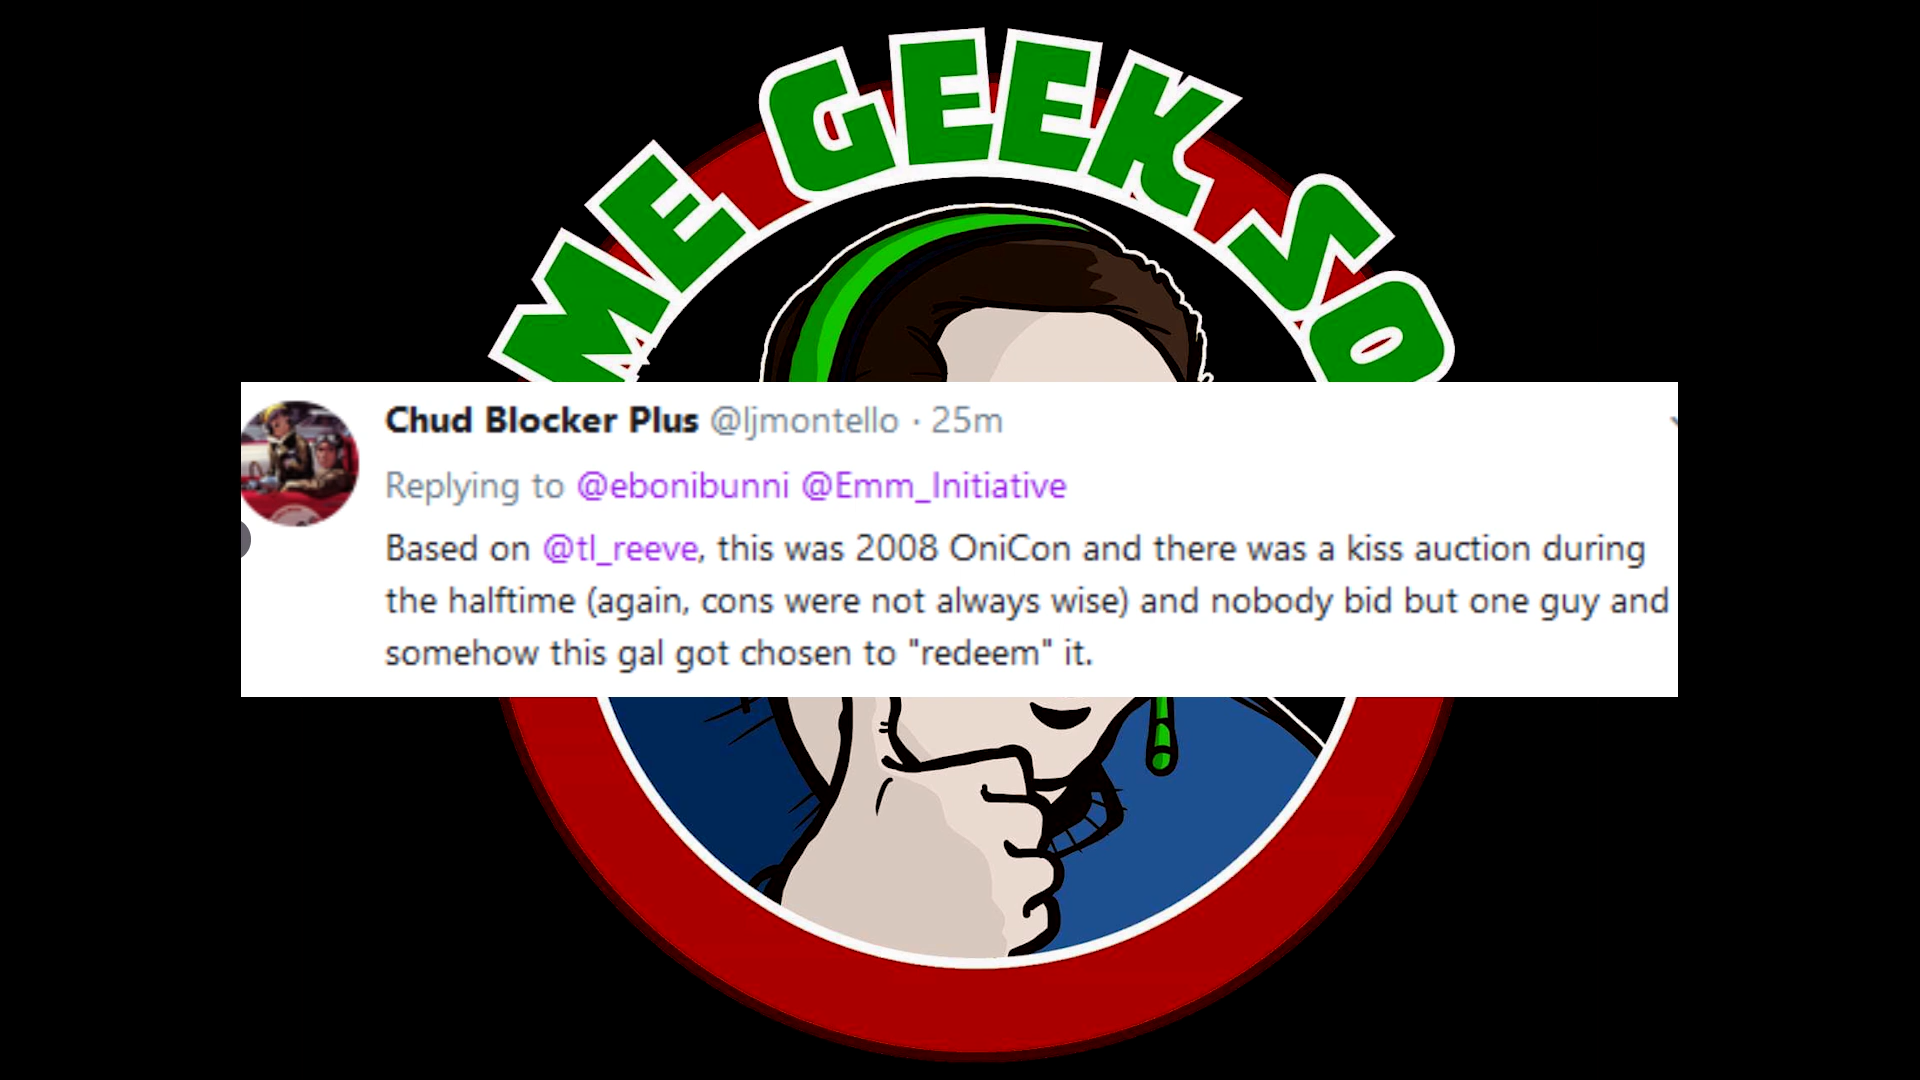 ME GEEK SO
Chud Blocker Plus @ljmontello · 25m
Replying to @ebonibunni @Emm_Initiative
Based on @tl_reeve, this was 2008 OniCon and there was a kiss auction during
the halftime (again, cons were not always wise) and nobody bid but one guy and
somehow this gal got chosen to "redeem" it.